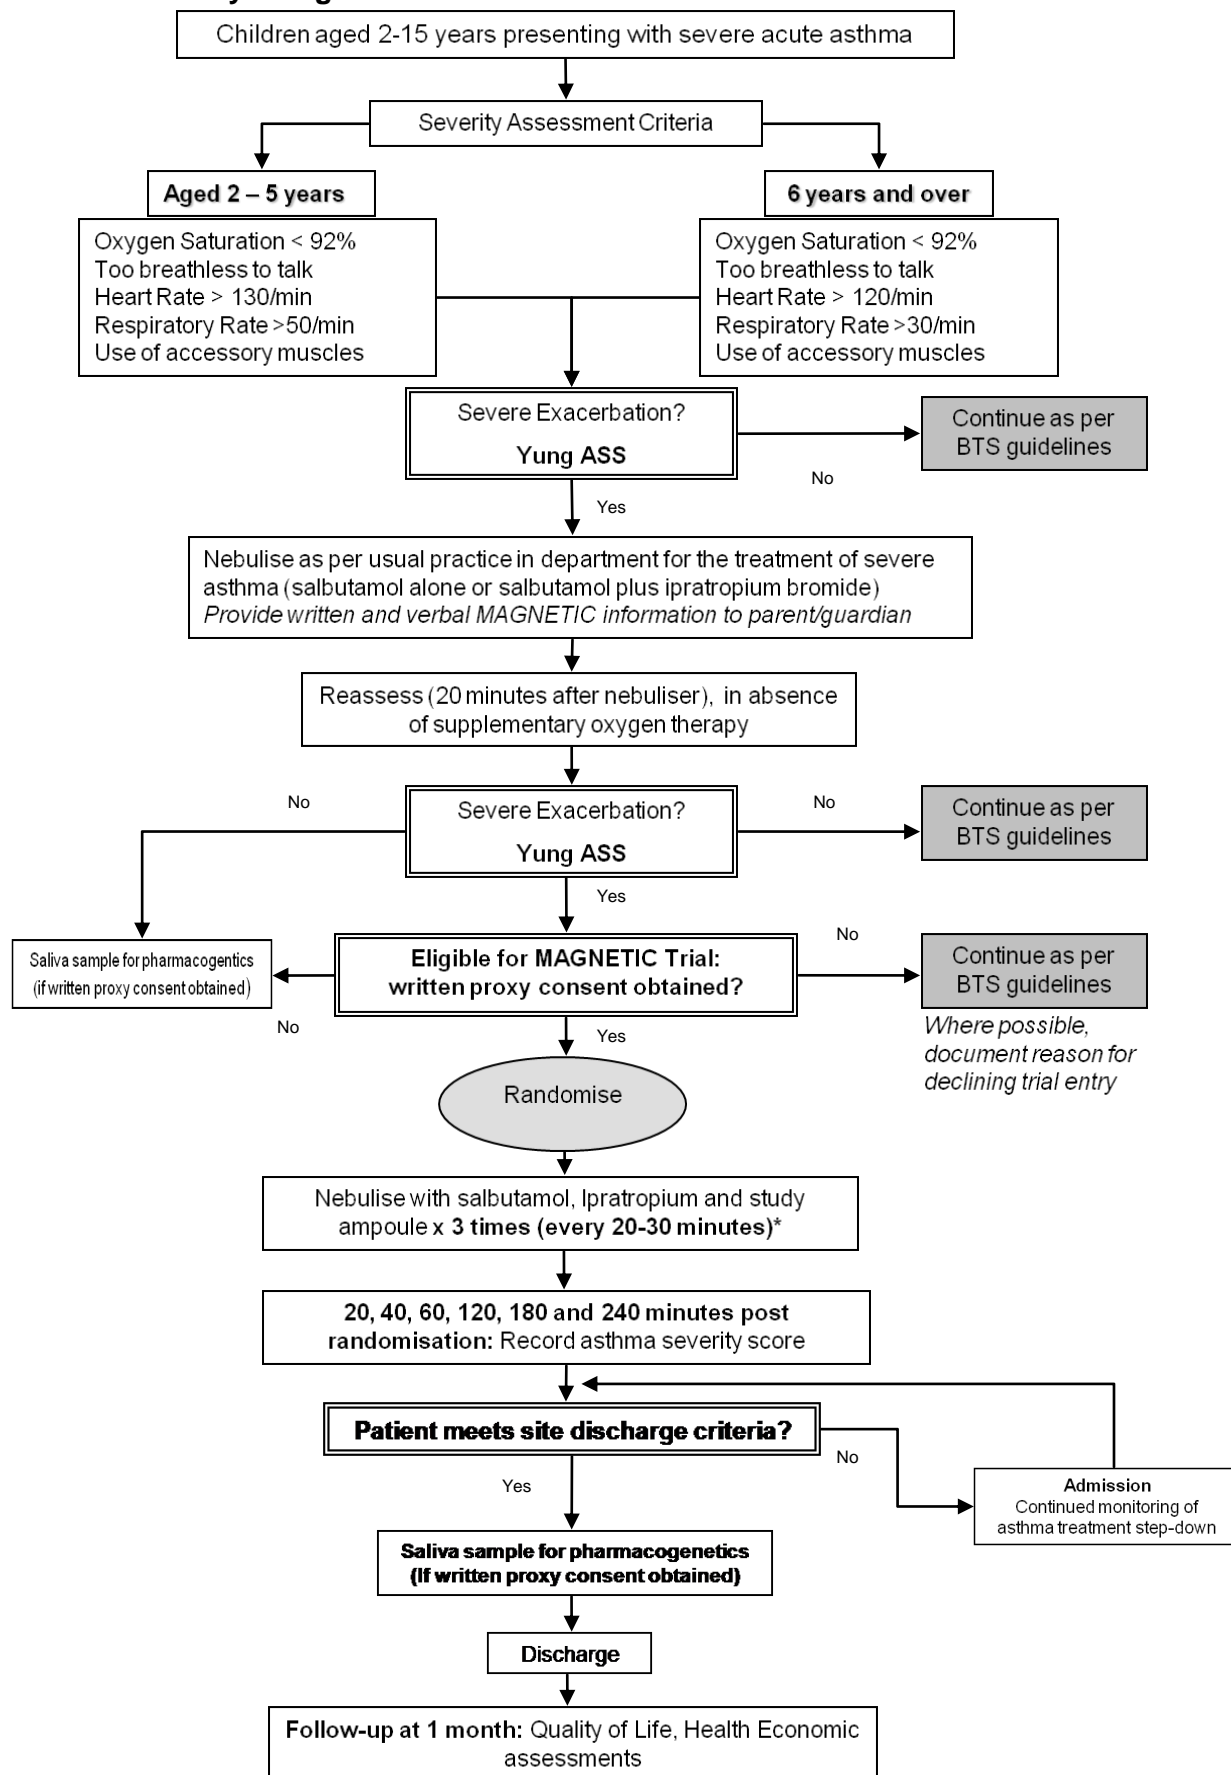 Children aged 2-15 years presenting with severe acute asthma
Severity Assessment Criteria
Aged 2 – 5 years
Oxygen Saturation < 92%
Too breathless to talk
Heart Rate > 130/min
Respiratory Rate >50/min
Use of accessory muscles
6 years and over
Oxygen Saturation < 92%
Too breathless to talk
Heart Rate > 120/min
Respiratory Rate >30/min
Use of accessory muscles
Severe Exacerbation?
Yung ASS
No
Continue as per
BTS guidelines
Yes
Nebulise as per usual practice in department for the treatment of severe
asthma (salbutamol alone or salbutamol plus ipratropium bromide)
Provide written and verbal MAGNETIC information to parent/guardian
Reassess (20 minutes after nebuliser), in absence
of supplementary oxygen therapy
No
Severe Exacerbation?
Yung ASS
No
Continue as per
BTS guidelines
Yes
Saliva sample for pharmacogentics
(if written proxy consent obtained)
No
Eligible for MAGNETIC Trial:
written proxy consent obtained?
No
Continue as per
BTS guidelines
Where possible,
document reason for
declining trial entry
Yes
Randomise
Nebulise with salbutamol, Ipratropium and study
ampoule x 3 times (every 20-30 minutes)*
20, 40, 60, 120, 180 and 240 minutes post
randomisation: Record asthma severity score
Patient meets site discharge criteria?
No
Admission
Continued monitoring of
asthma treatment step-down
Yes
Saliva sample for pharmacogenetics
(If written proxy consent obtained)
Discharge
Follow-up at 1 month: Quality of Life, Health Economic
assessments